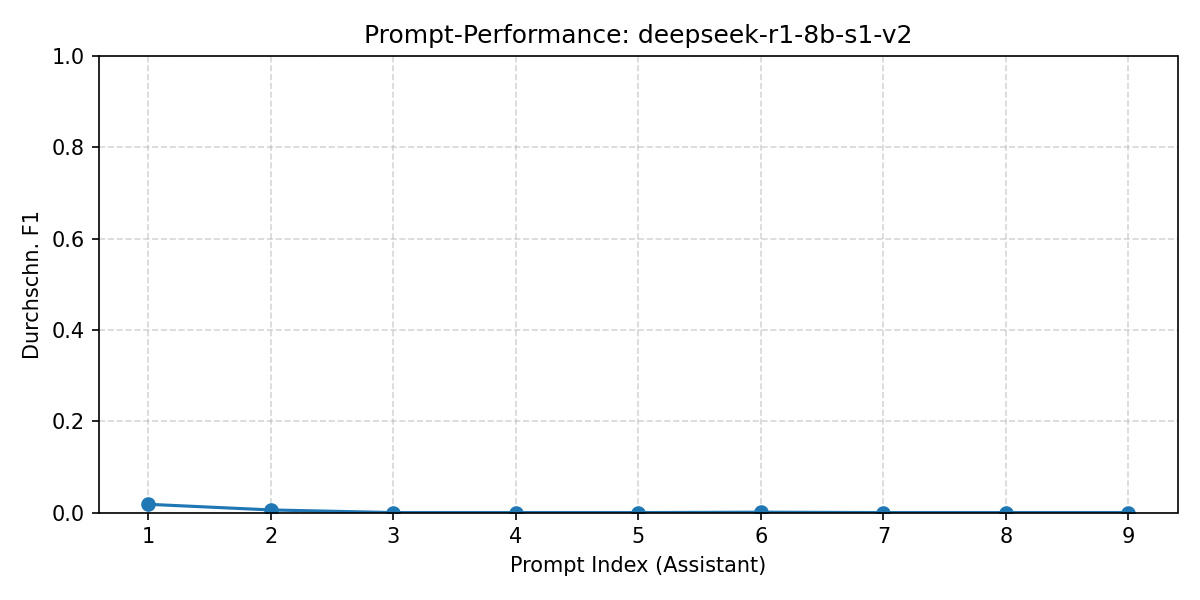 Prompt-Performance: deepseek-r1-8b-s1-v2
1.0
0.8
0.6
0.4
0.2
0.0
Durchschn. F1
1 2 3 4 5 6 7 8 9
Prompt Index (Assistant)